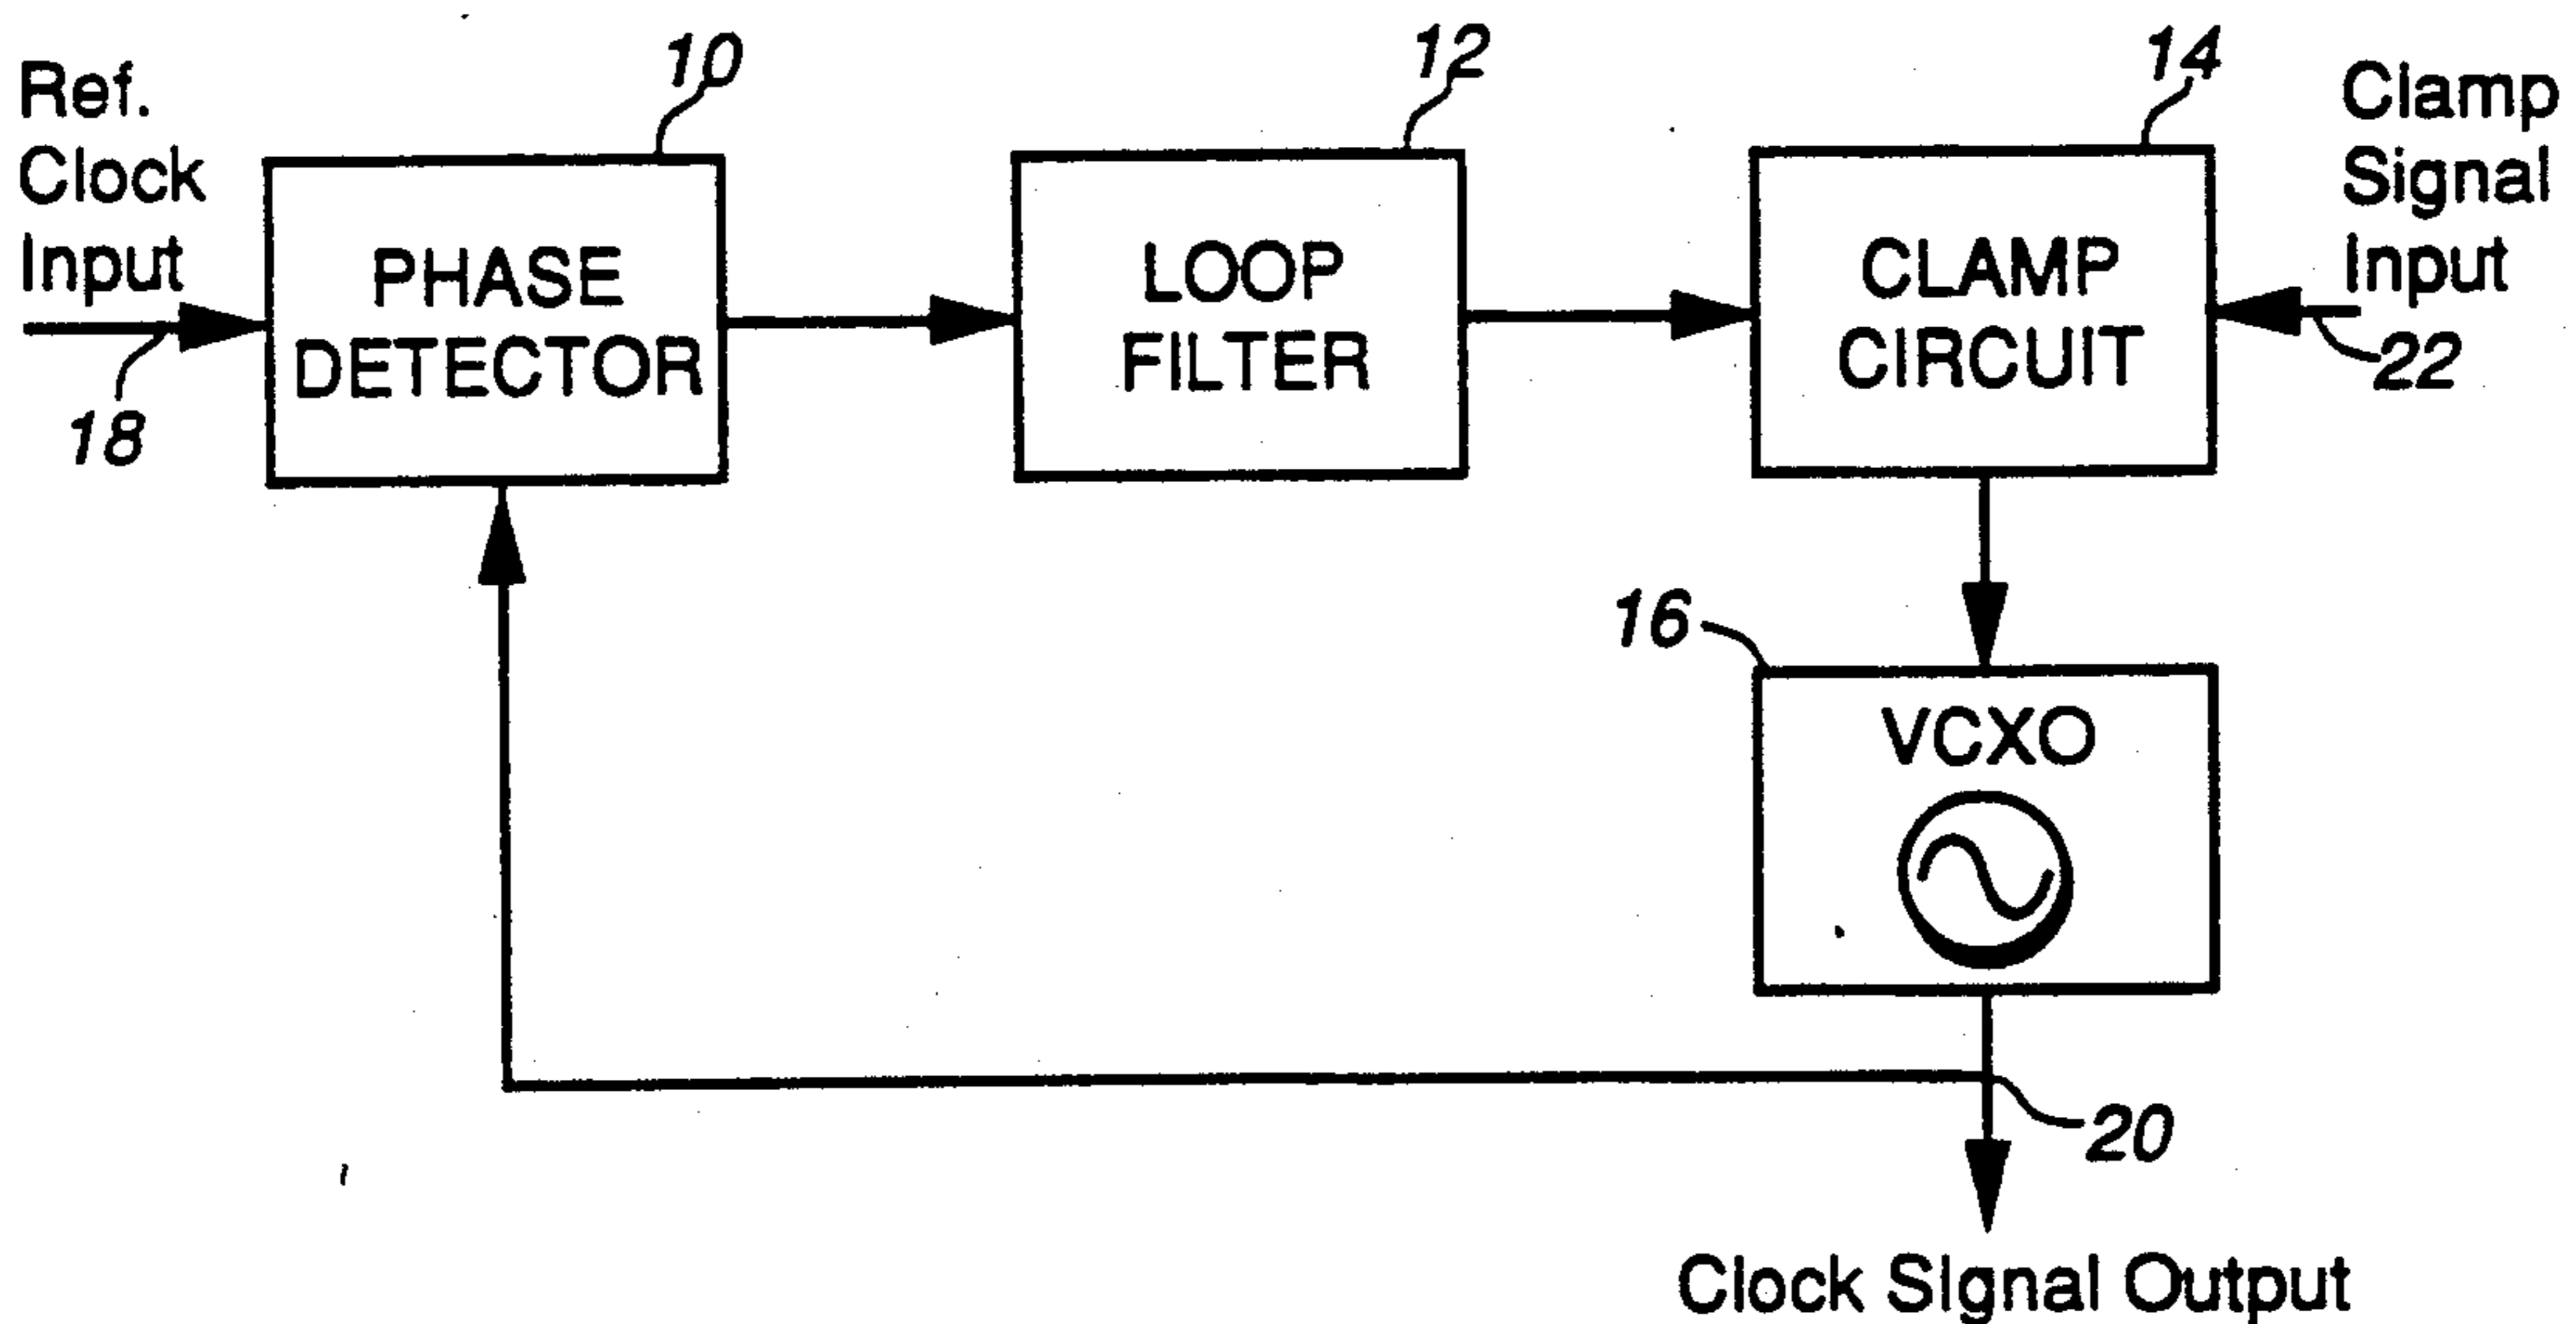 Ref.
Clock
Input
18
10
PHASE
DETECTOR
12
LOOP
FILTER
14
CLAMP
CIRCUIT
Clamp
Signal
Input
22
16
VCXO
20
Clock Signal Output